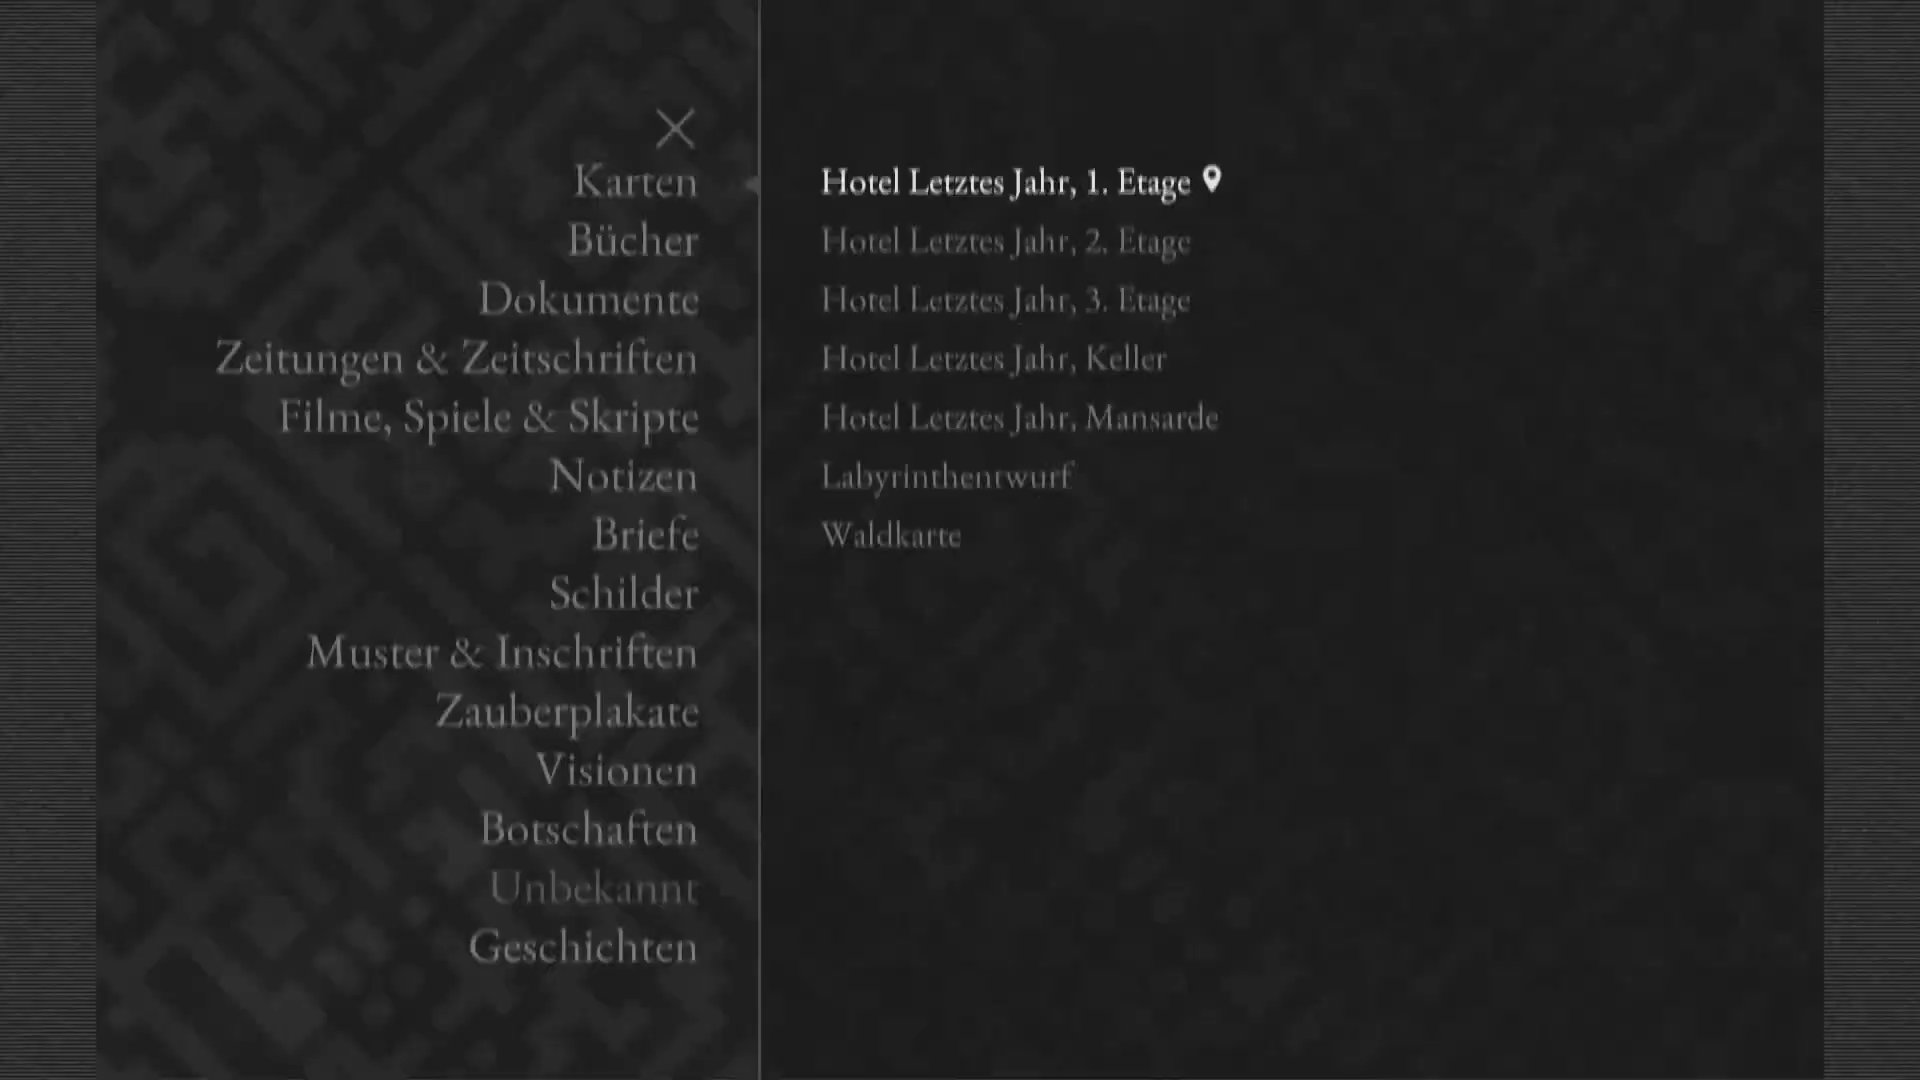 Karten
Bücher
Dokumente
Zeitungen & Zeitschriften
Filme, Spiele & Skripte
Notizen
Briefe
Schilder
Muster & Inschriften
Zauberplakate
Visionen
Botschaften
Unbekannt
Geschichten
Hotel Letztes Jahr, 1. Etage
Hotel Letztes Jahr, 2. Etage
Hotel Letztes Jahr, 3. Etage
Hotel Letztes Jahr, Keller
Hotel Letztes Jahr, Mansarde
Labyrinthentwurf
Waldkarte